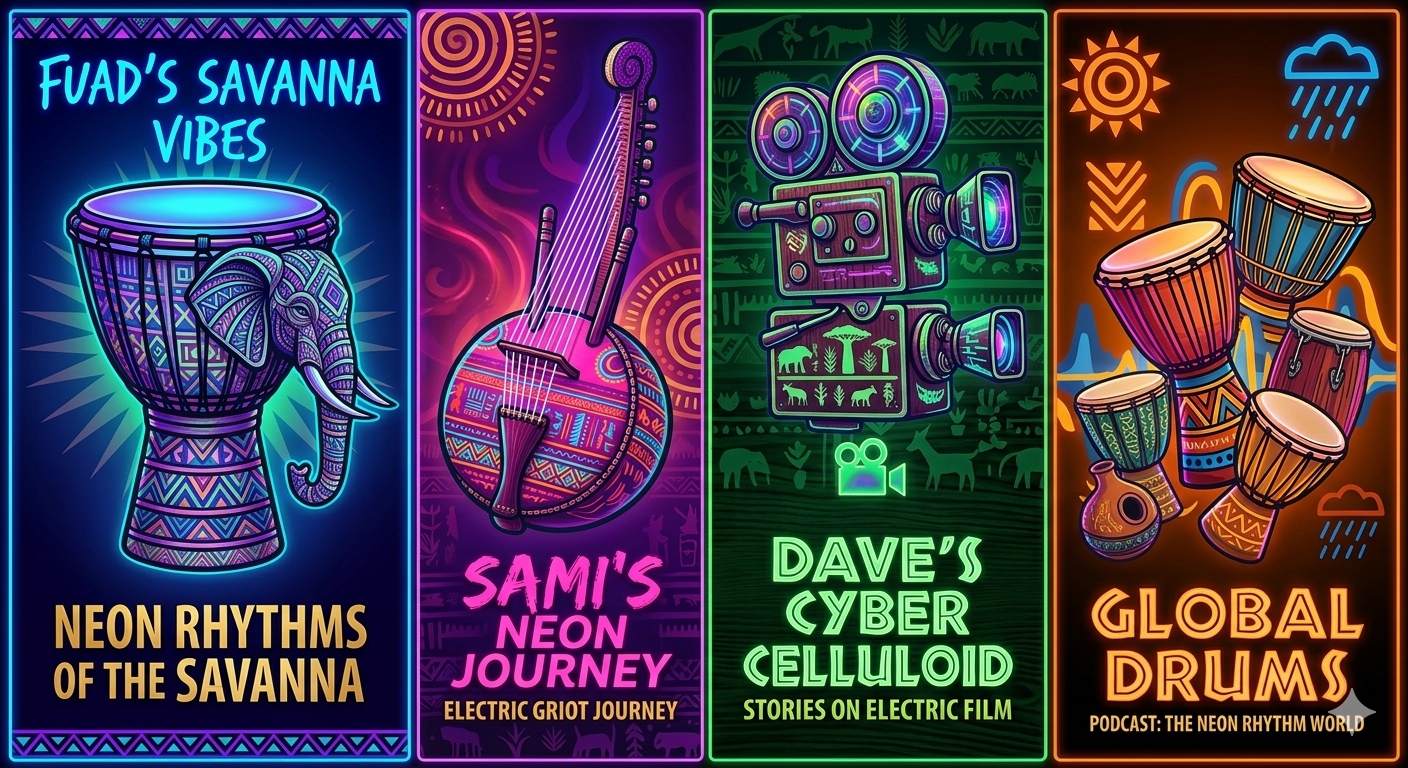 FUAD'S SAVANNA
VIBES
NEON RHYTHMS
OF THE SAVANNA
SAMI'S
NEON
JOURNEY
ELECTRIC GRIOT JOURNEY
DAVE'S
CYBER
CELLULOID
STORIES ON ELECTRIC FILM
GLOBAL
DRUMS
PODCAST: THE NEON RHYTHM WORLD